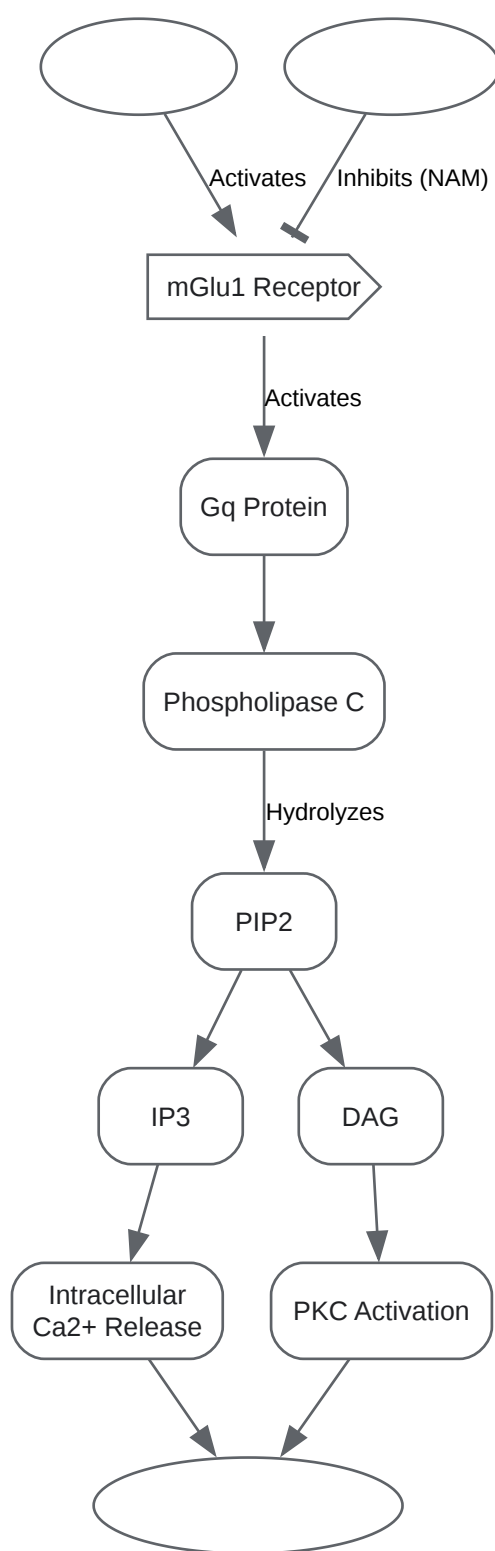 Activates
Inhibits (NAM)
mGlu1 Receptor
Activates
Gq Protein
Phospholipase C
Hydrolyzes
PIP2
IP3
DAG
Intracellular
Ca2+ Release
PKC Activation